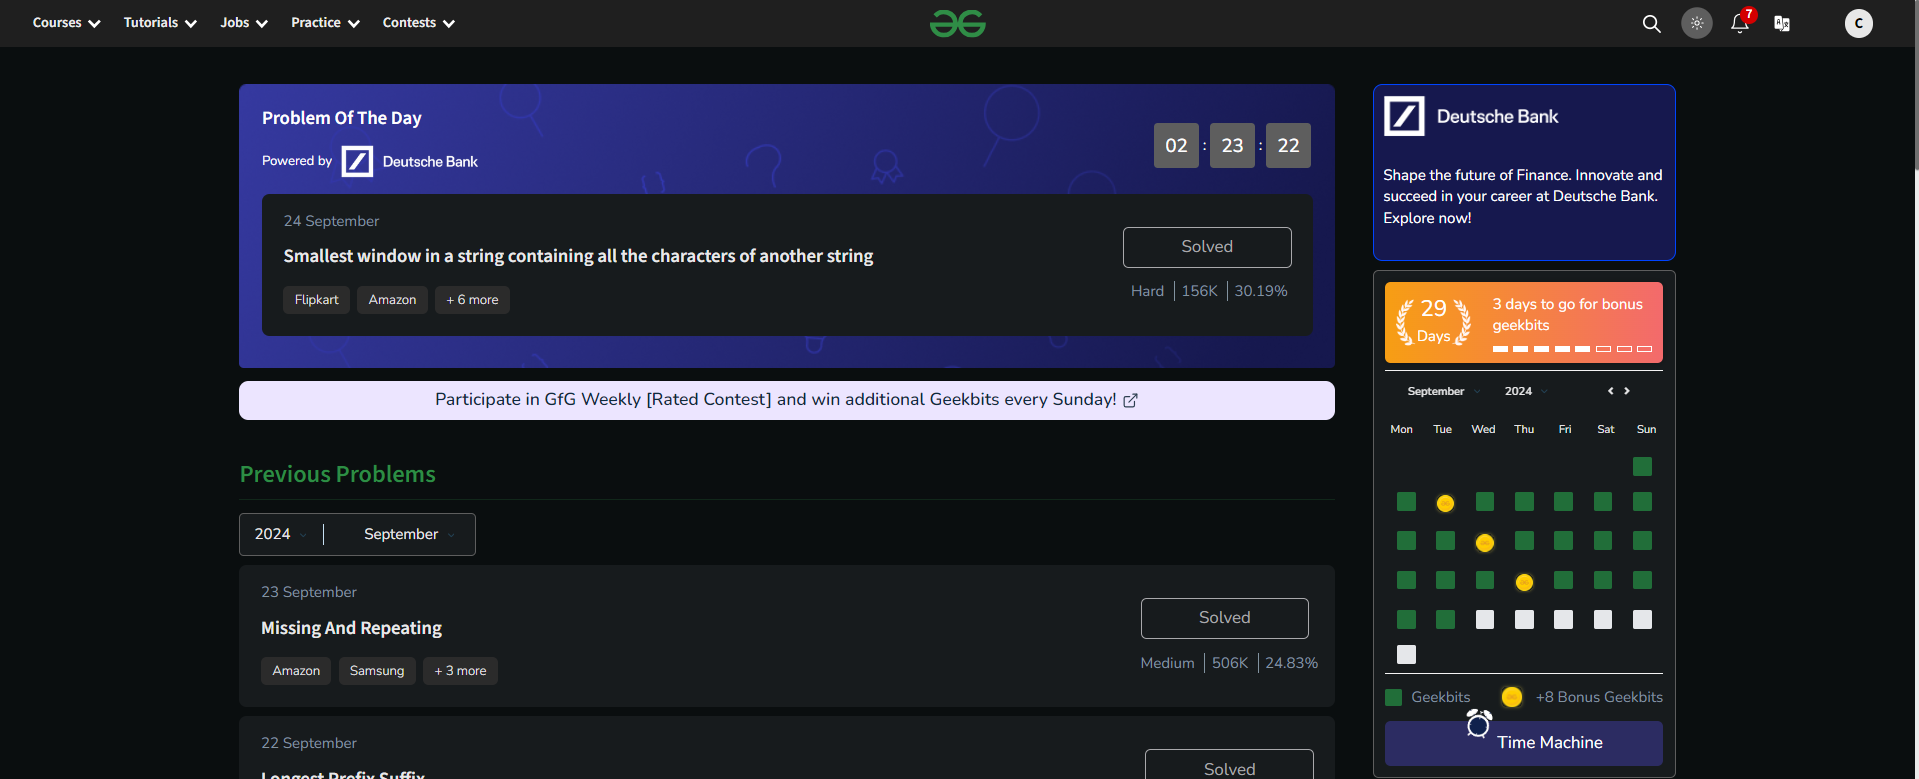 Courses Tutorials Jobs Practice Contests
7
C
Problem Of The Day
Powered by Deutsche Bank
02 : 23 : 22
24 September
Smallest window in a string containing all the characters of another string
Flipkart Amazon + 6 more
Solved
Hard 156K 30.19%
Participate in GfG Weekly [Rated Contest] and win additional Geekbits every Sunday!
Previous Problems
2024 September
23 September
Missing And Repeating
Amazon Samsung + 3 more
Solved
Medium 506K 24.83%
22 September
Longest Prefix Suffix
Solved
Deutsche Bank
Shape the future of Finance. Innovate and
succeed in your career at Deutsche Bank.
Explore now!
29
Days
3 days to go for bonus
geekbits
September 2024
Mon Tue Wed Thu Fri Sat Sun
Geekbits +8 Bonus Geekbits
Time Machine